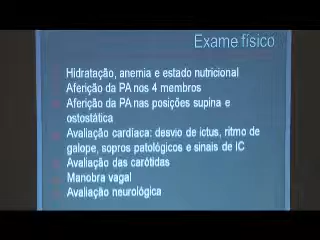 Exame físico
Hidratação, anemia e estado nutricional
Aferição da PA nos 4 membros
Aferição da PA nas posições supina e
ostostática
Avaliação cardíaca: desvio de ictus, ritmo de
galope, sopros patológicos e sinais de IC
Avaliação das carótidas
Manobra vagal
Avaliação neurológica